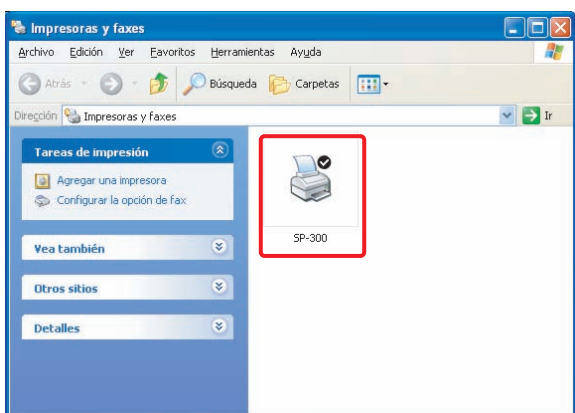 Impresoras y faxes
Archivo Edición Ver Favoritos Herramientas Ayuda
Atrás Búsqueda Carpetas
Dirección Impresoras y faxes Ir
Tareas de impresión
Agregar una impresora
Configurar la opción de fax
Vea también
Otros sitios
Detalles
SP-300